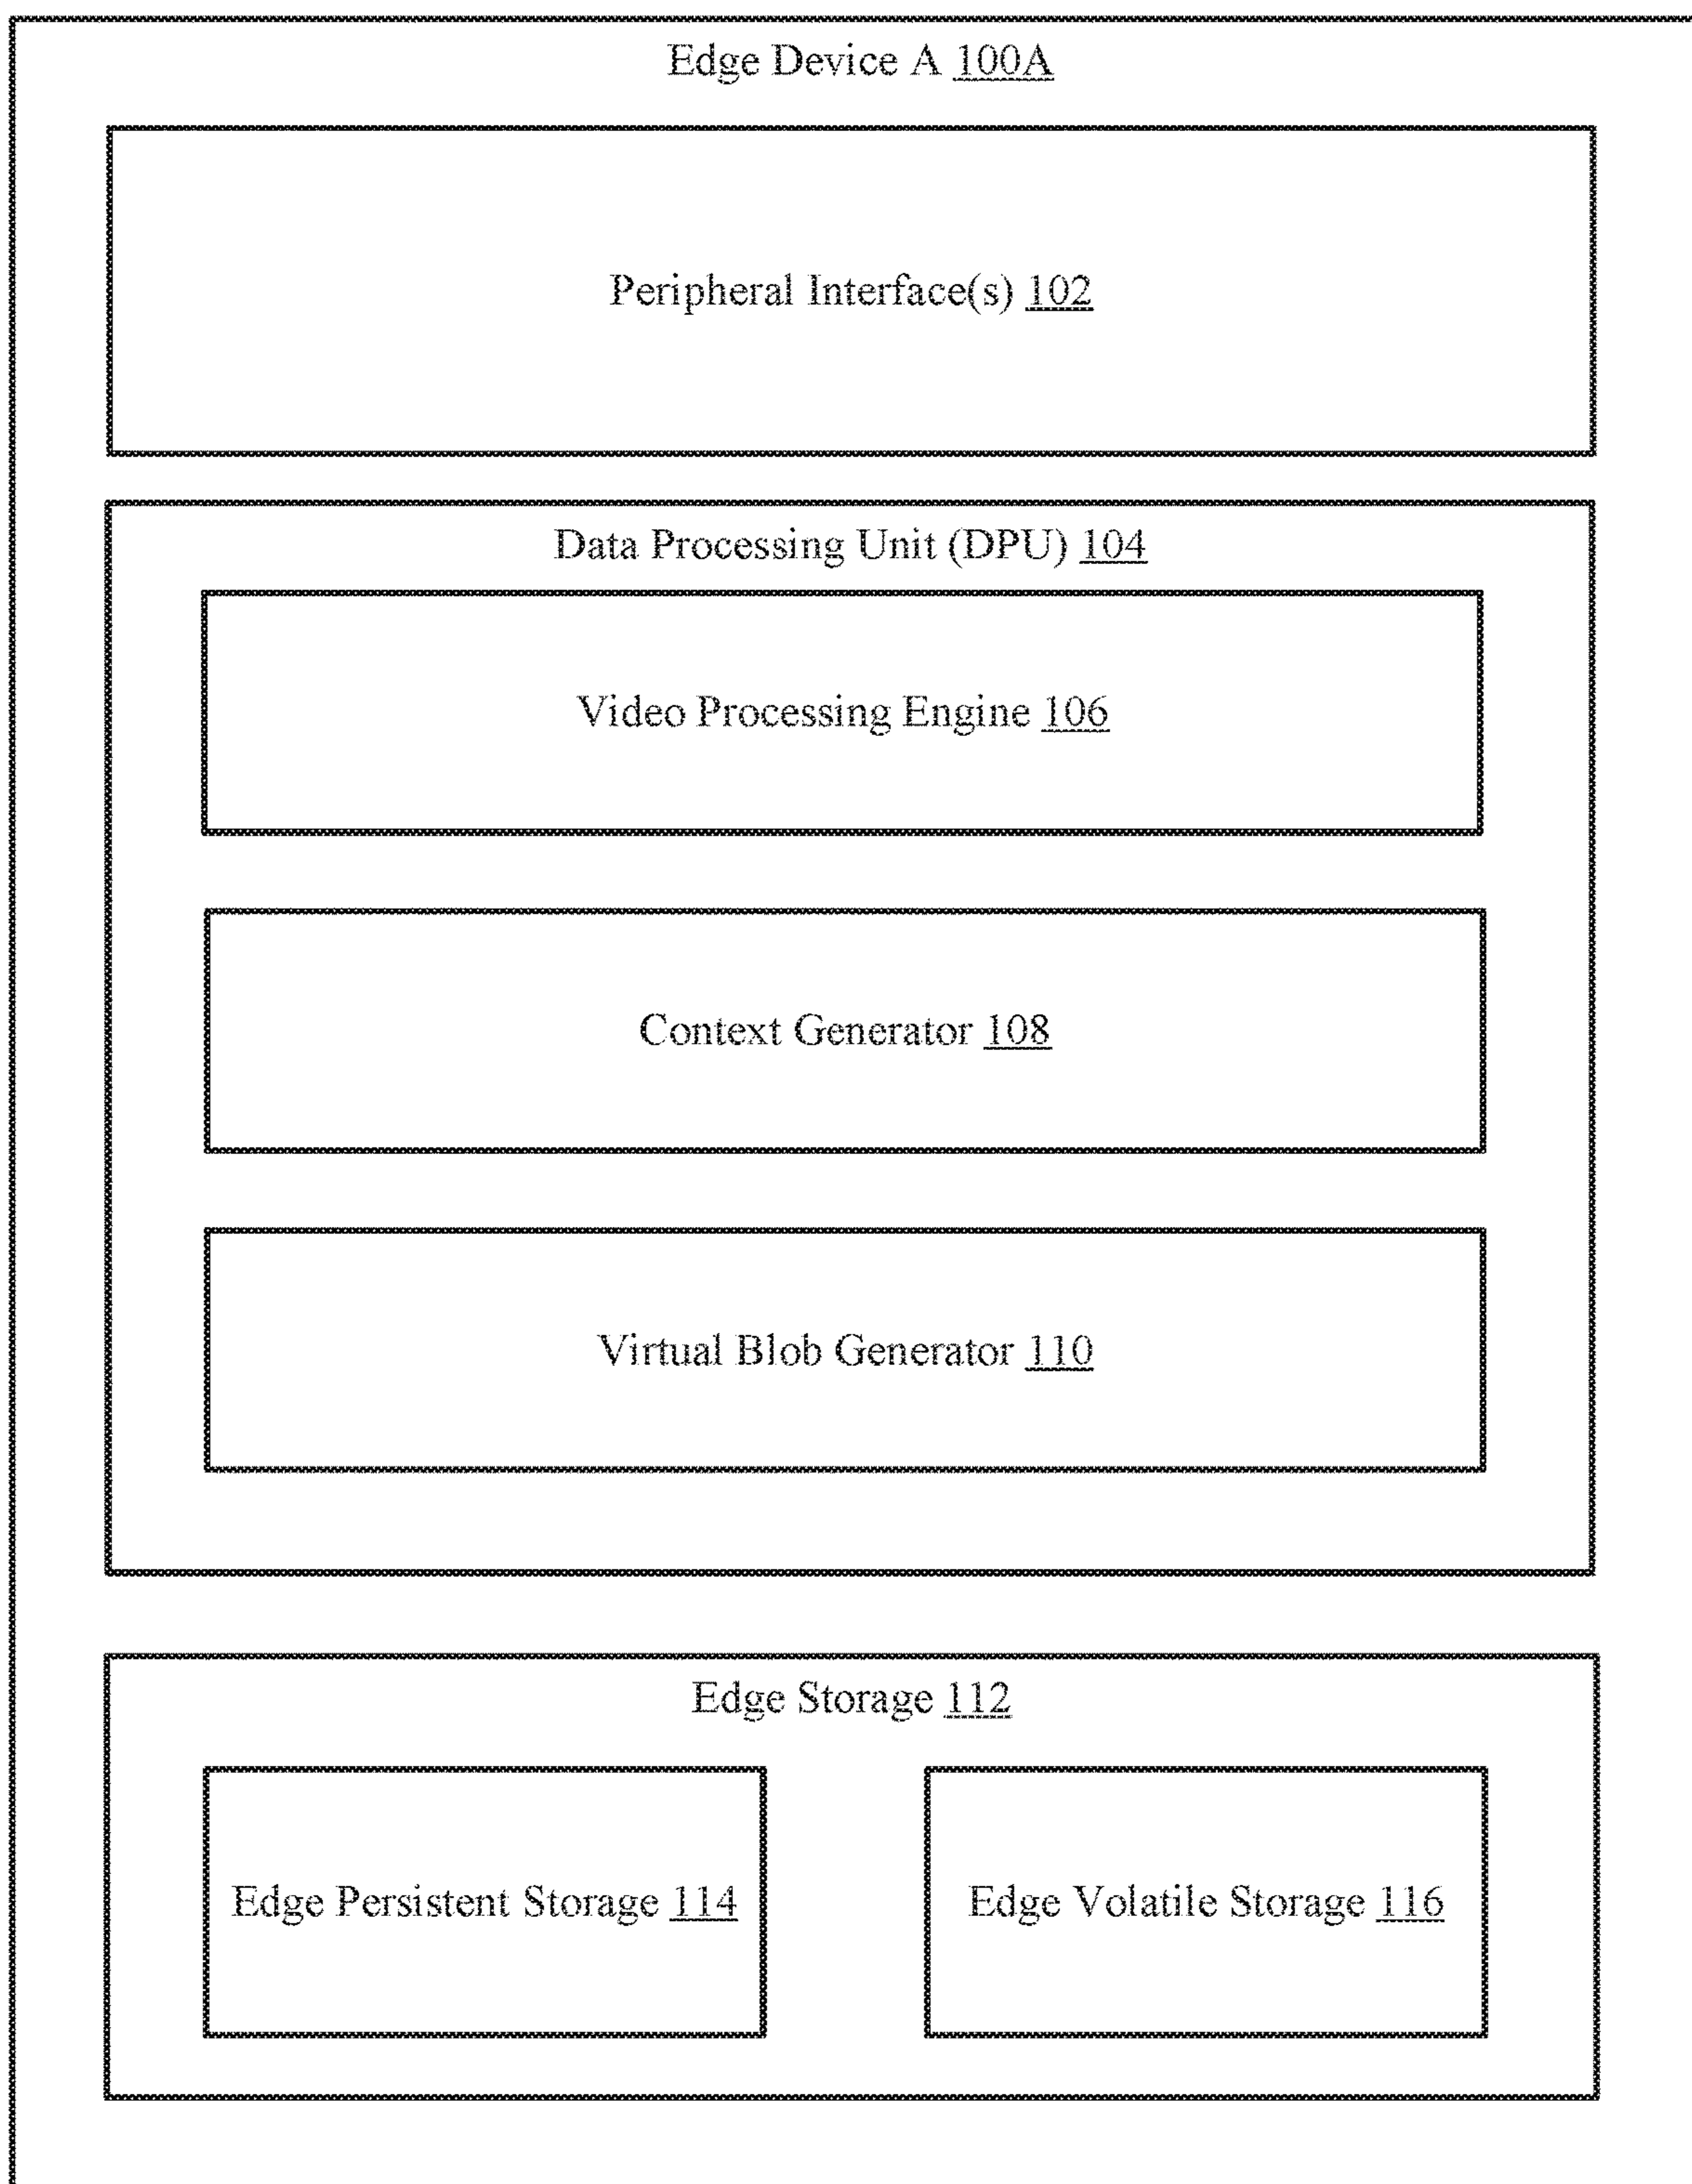 Edge Device A 100A
Peripheral Interface(s) 102
Data Processing Unit (DPU) 104
Video Processing Engine 106
Context Generator 108
Virtual Blob Generator 110
Edge Storage 112
Edge Persistent Storage 114
Edge Volatile Storage 116